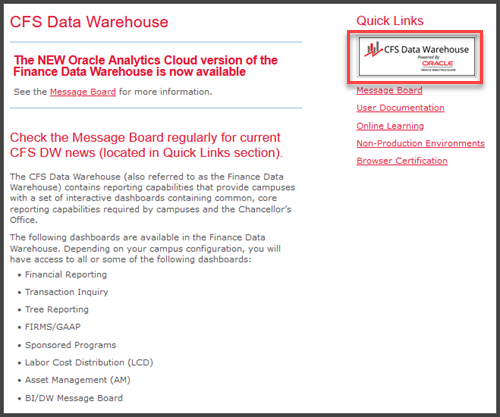 CFS Data Warehouse
The NEW Oracle Analytics Cloud version of the
Finance Data Warehouse is now available
See the Message Board for more information.
Check the Message Board regularly for current
CFS DW news (located in Quick Links section).
The CFS Data Warehouse (also referred to as the Finance Data
Warehouse) contains reporting capabilities that provide campuses
with a set of interactive dashboards containing common, core
reporting capabilities required by campuses and the Chancellor's
Office.
The following dashboards are available in the Finance Data
Warehouse. Depending on your campus configuration, you will
have access to all or some of the following dashboards:
• Financial Reporting
• Transaction Inquiry
• Tree Reporting
• FIRMS/GAAP
• Sponsored Programs
• Labor Cost Distribution (LCD)
• Asset Management (AM)
• BI/DW Message Board
Quick Links
CFS Data Warehouse
Powered By
ORACLE
ORACLE ANALYTICS CLOUD
Message Board
User Documentation
Online Learning
Non-Production Environments
Browser Certification